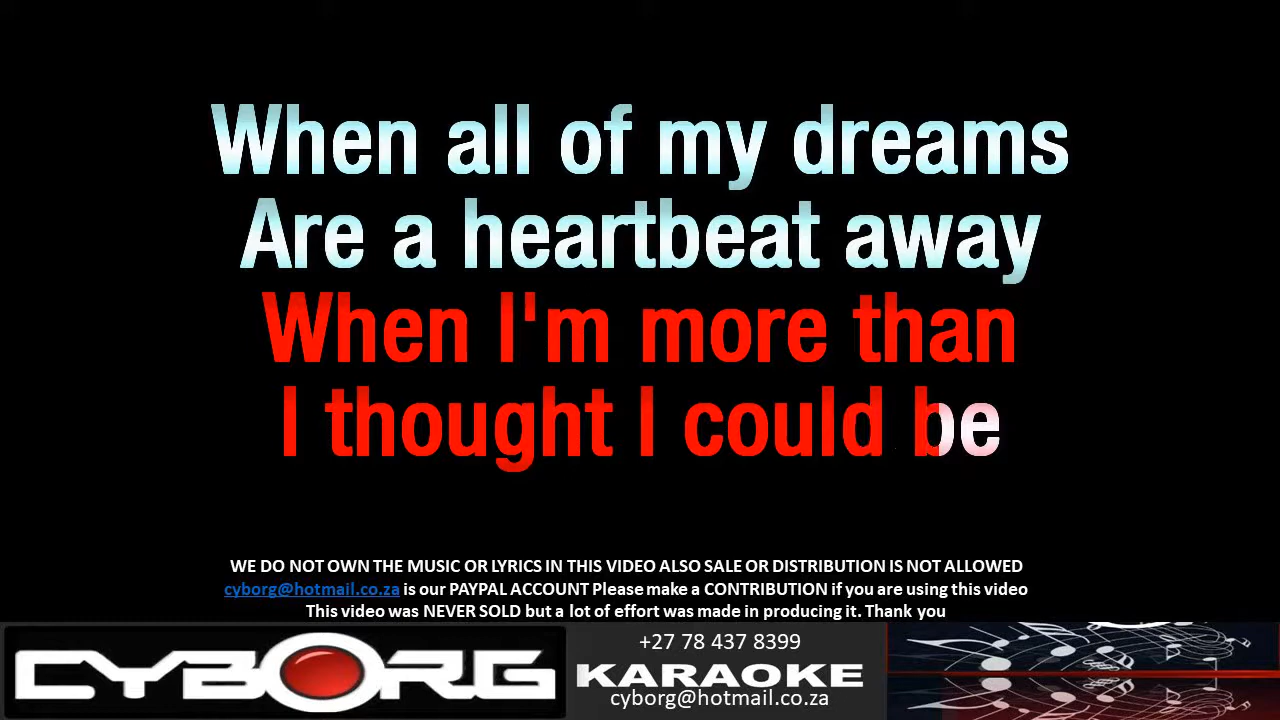 When all of my dreams
Are a heartbeat away
When I'm more than
I thought I could be
WE DO NOT OWN THE MUSIC OR LYRICS IN THIS VIDEO ALSO SALE OR DISTRIBUTION IS NOT ALLOWED
cyborg@hotmail.co.za is our PAYPAL ACCOUNT Please make a CONTRIBUTION if you are using this video
This video was NEVER SOLD but a lot of effort was made in producing it. Thank you
CYBORG
+27 78 437 8399
KARAOKE
cyborg@hotmail.co.za